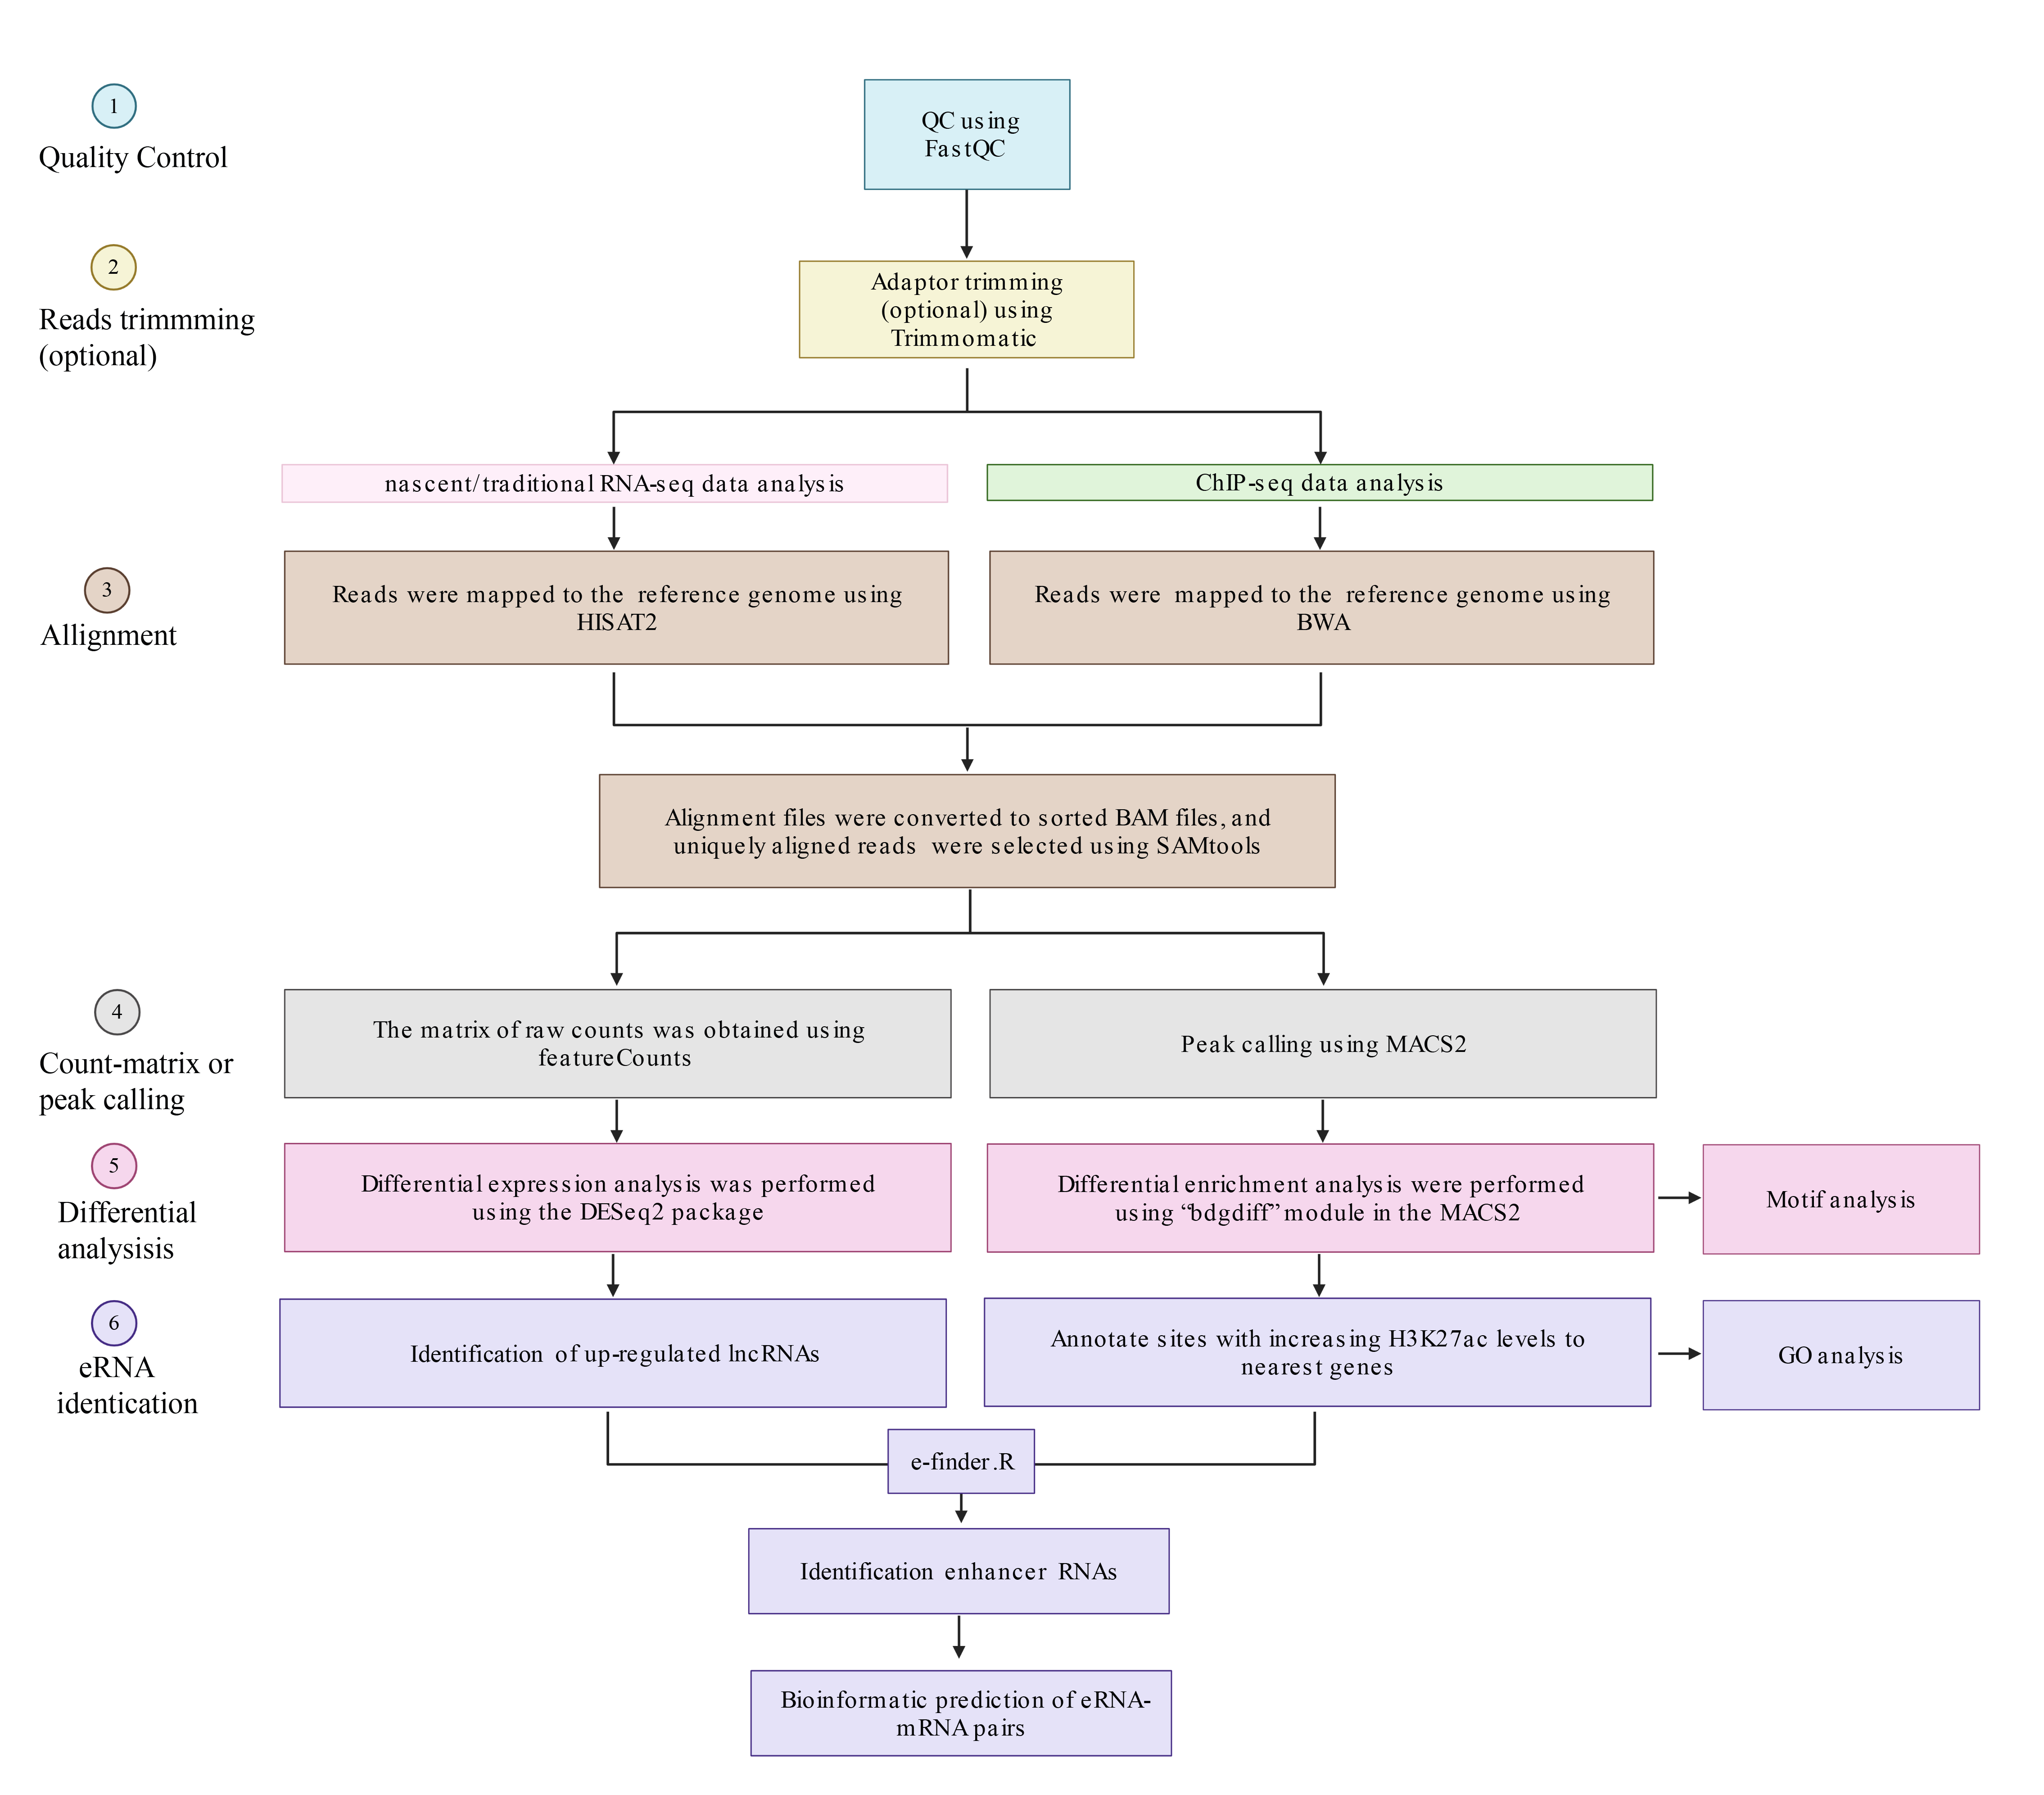 1
Quality Control
QC using
FastQC
2
Reads trimmming
(optional)
Adaptor trimming
(optional) using
Trimmomatic
nascent/traditional RNA-seq data analysis
ChIP-seq data analysis
3
Allignment
Reads were mapped to the reference genome using
HISAT2
Reads were mapped to the reference genome using
BWA
Alignment files were converted to sorted BAM files, and
uniquely aligned reads were selected using SAMtools
4
Count-matrix or
peak calling
The matrix of raw counts was obtained using
featureCounts
Peak calling using MACS2
5
Differential
analysisis
Differential expression analysis was performed
using the DESeq2 package
Differential enrichment analysis were performed
using “bdgdiff” module in the MACS2
Motif analysis
6
eRNA
identication
Identification of up-regulated lncRNAs
Annotate sites with increasing H3K27ac levels to
nearest genes
GO analysis
e-finder.R
Identification enhancer RNAs
Bioinformatic prediction of eRNA-
mRNA pairs